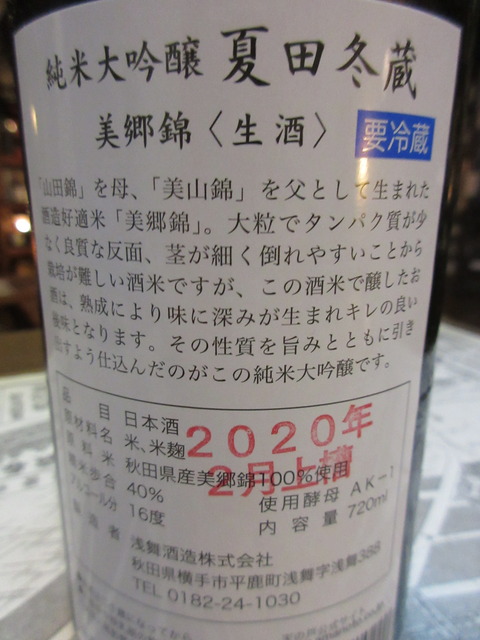 純米大吟醸 夏田冬蔵
美郷錦〈生酒〉 要冷蔵
「山田錦」を母、「美山錦」を父として生まれた
酒造好適米「美郷錦」。大粒でタンパク質が少
なく良質な反面、茎が細く倒れやすいことから
栽培が難しい酒米ですが、この酒米で醸したお
酒は、熟成により味に深みが生まれキレの良い
後味となります。その性質を旨みとともに引き
出すよう仕込んだのがこの純米大吟醸です。
品 目 日本酒
原材料名 米、米麹
2020年
2月上槽
原料米 秋田県産美郷錦100%使用
精米歩合 40% 使用酵母 AK-1
アルコール分 16度 内容量 720ml
製造者 浅舞酒造株式会社
秋田県横手市平鹿町浅舞字浅舞388
TEL 0182-24-1030